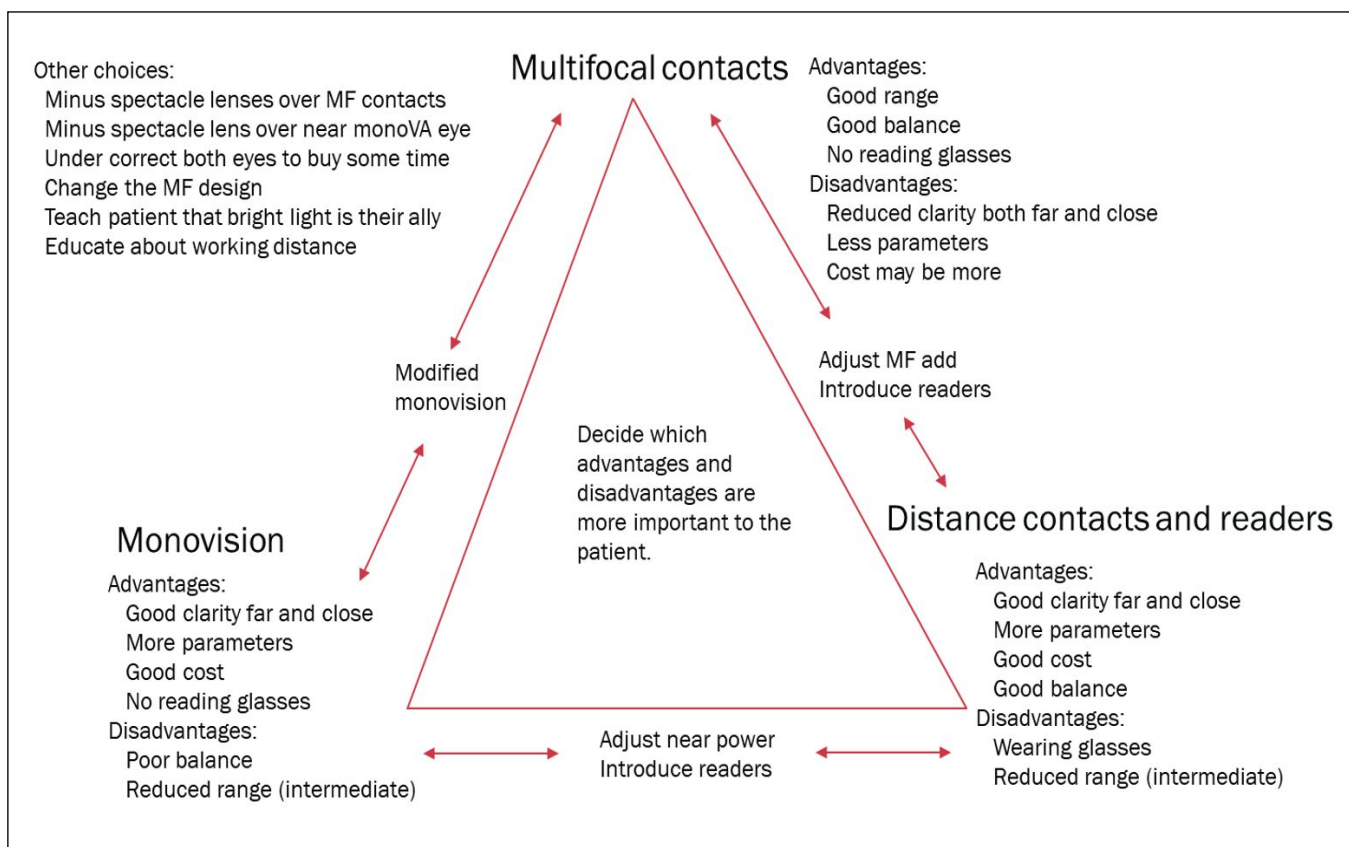 Other choices:
Minus spectacle lenses over MF contacts
Minus spectacle lens over near monoVA eye
Under correct both eyes to buy some time
Change the MF design
Teach patient that bright light is their ally
Educate about working distance
Multifocal contacts
Advantages:
Good range
Good balance
No reading glasses
Disadvantages:
Reduced clarity both far and close
Less parameters
Cost may be more
Modified
monovision
Adjust MF add
Introduce readers
Decide which
advantages and
disadvantages are
more important to the
patient.
Monovision
Advantages:
Good clarity far and close
More parameters
Good cost
No reading glasses
Disadvantages:
Poor balance
Reduced range (intermediate)
Adjust near power
Introduce readers
Distance contacts and readers
Advantages:
Good clarity far and close
More parameters
Good cost
Good balance
Disadvantages:
Wearing glasses
Reduced range (intermediate)